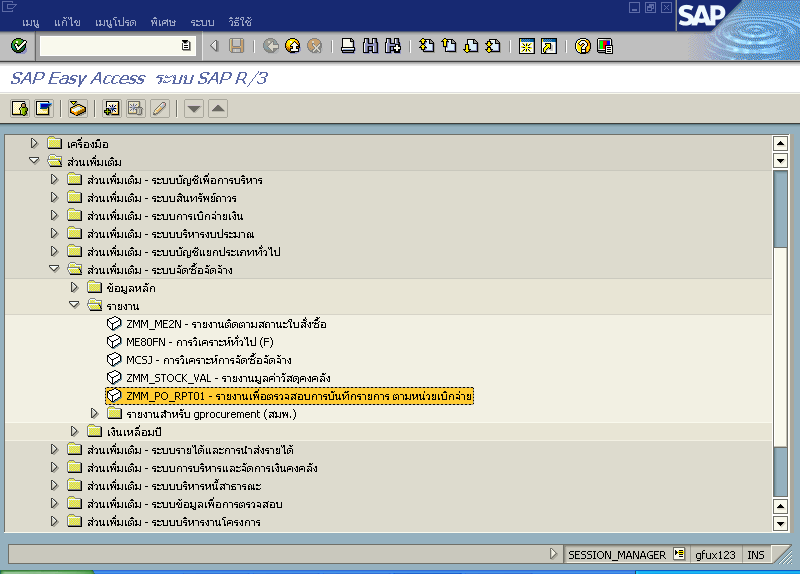 เมนู แก้ไข เมนูโปรด พิเศษ ระบบ วิธีใช้
SAP
SAP Easy Access ระบบ SAP R/3
เครื่องมือ
ส่วนเพิ่มเติม
ส่วนเพิ่มเติม - ระบบบัญชีเพื่อการบริหาร
ส่วนเพิ่มเติม - ระบบสินทรัพย์ถาวร
ส่วนเพิ่มเติม - ระบบการเบิกจ่ายเงิน
ส่วนเพิ่มเติม - ระบบบริหารงบประมาณ
ส่วนเพิ่มเติม - ระบบบัญชีแยกประเภททั่วไป
ส่วนเพิ่มเติม - ระบบจัดซื้อจัดจ้าง
ข้อมูลหลัก
รายงาน
ZMM_ME2N - รายงานติดตามสถานะใบสั่งซื้อ
ME80FN - การวิเคราะห์ทั่วไป (F)
MCSJ - การวิเคราะห์การจัดซื้อจัดจ้าง
ZMM_STOCK_VAL - รายงานมูลค่าวัสดุคงคลัง
ZMM_PO_RPT01 - รายงานเพื่อตรวจสอบการบันทึกรายการ ตามหน่วยเบิกจ่าย
รายงานสำหรับ gprocurement (สมพ.)
เงินเหลื่อมปี
ส่วนเพิ่มเติม - ระบบรายได้และการนำส่งรายได้
ส่วนเพิ่มเติม - ระบบการบริหารและจัดการเงินคงคลัง
ส่วนเพิ่มเติม - ระบบบริหารหนี้สาธารณะ
ส่วนเพิ่มเติม - ระบบข้อมูลเพื่อการตรวจสอบ
ส่วนเพิ่มเติม - ระบบบริหารงานโครงการ
SESSION_MANAGER gfux123 INS